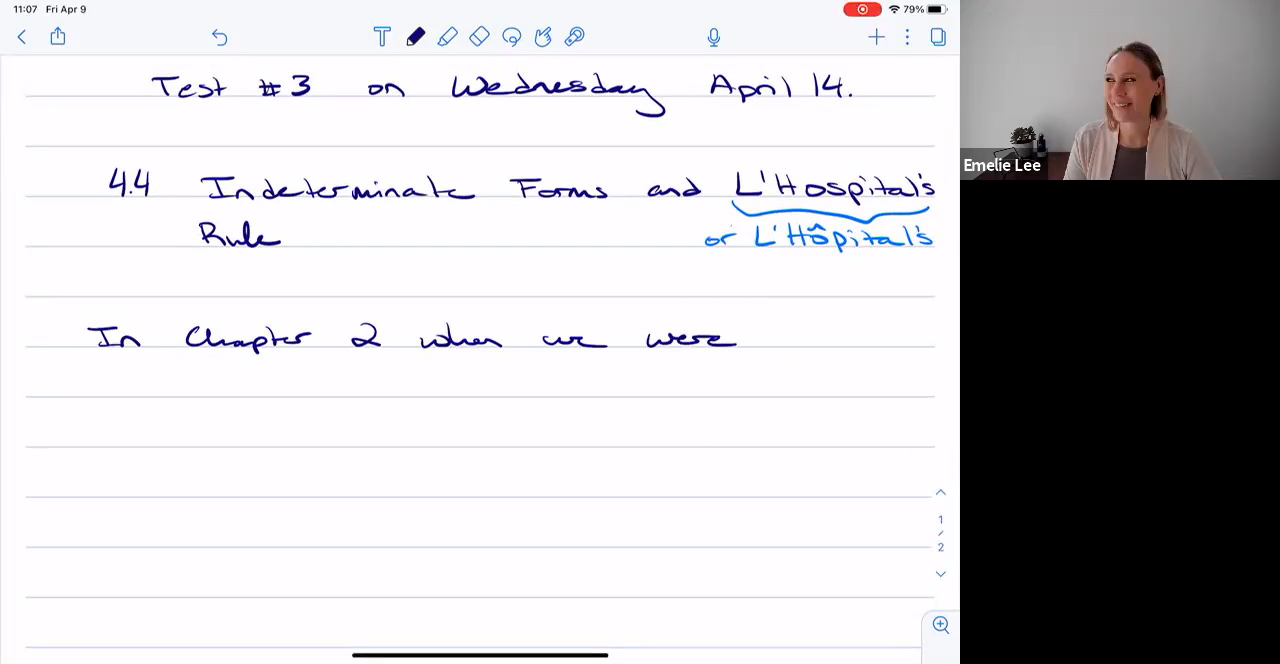 11:07 Fri Apr 9
79%
Test #3 on Wednesday April 14.
4.4 Indeterminate Forms and L'Hospital's
Rule or L'Hôpital's
In Chapter 2 when we were
1
2
Emelie Lee